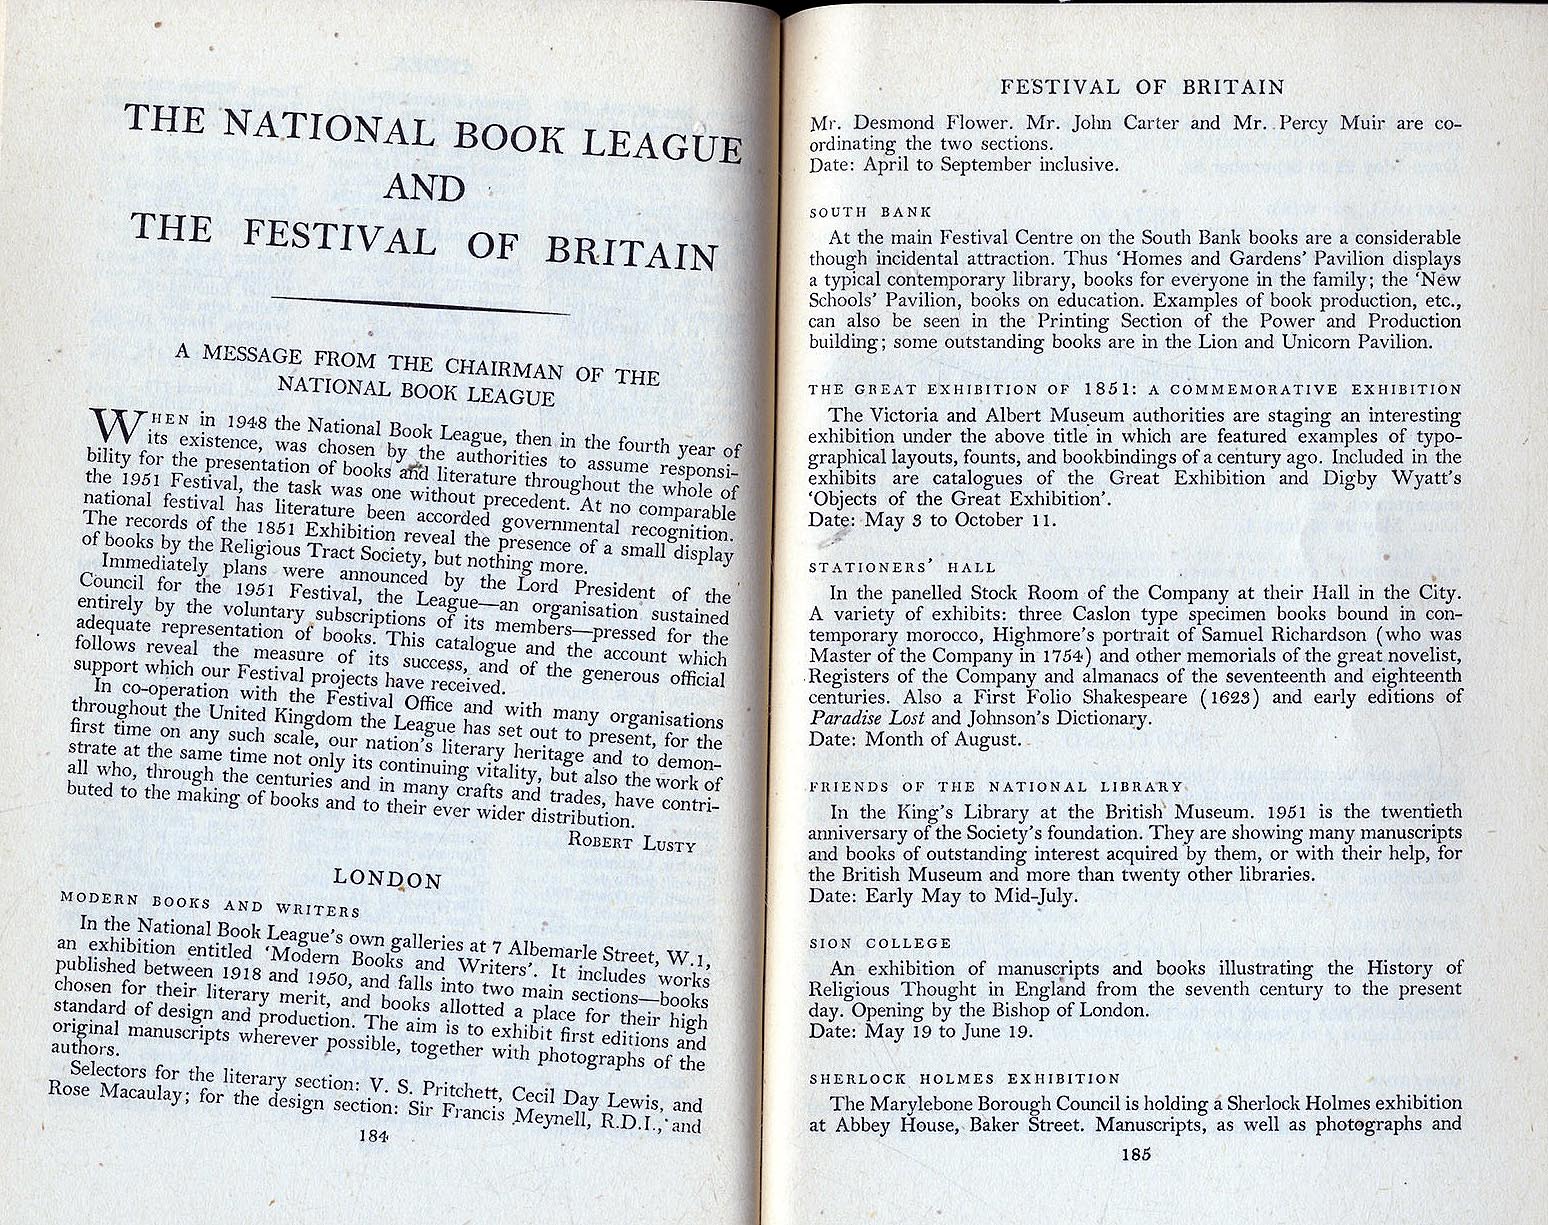 THE NATIONAL BOOK LEAGUE
AND
THE FESTIVAL OF BRITAIN
A MESSAGE FROM THE CHAIRMAN OF THE
NATIONAL BOOK LEAGUE
WHEN in 1948 the National Book League, then in the fourth year of
its existence, was chosen by the authorities to assume responsi-
bility for the presentation of books and literature throughout the whole of
the 1951 Festival, the task was one without precedent. At no comparable
national festival has literature been accorded governmental recognition.
The records of the 1851 Exhibition reveal the presence of a small display
of books by the Religious Tract Society, but nothing more.
Immediately plans were announced by the Lord President of the
Council for the 1951 Festival, the League—an organisation sustained
entirely by the voluntary subscriptions of its members—pressed for the
adequate representation of books. This catalogue and the account which
follows reveal the measure of its success, and of the generous official
support which our Festival projects have received.
In co-operation with the Festival Office and with many organisations
throughout the United Kingdom the League has set out to present, for the
first time on any such scale, our nation's literary heritage and to demon-
strate at the same time not only its continuing vitality, but also the work of
all who, through the centuries and in many crafts and trades, have contri-
buted to the making of books and to their ever wider distribution.
ROBERT LUSTY
LONDON
MODERN BOOKS AND WRITERS
In the National Book League's own galleries at 7 Albemarle Street, W.1,
an exhibition entitled 'Modern Books and Writers'. It includes works
published between 1918 and 1950, and falls into two main sections—books
chosen for their literary merit, and books allotted a place for their high
standard of design and production. The aim is to exhibit first editions and
original manuscripts wherever possible, together with photographs of the
authors.
Selectors for the literary section: V. S. Pritchett, Cecil Day Lewis, and
Rose Macaulay; for the design section: Sir Francis Meynell, R.D.I., and
184
FESTIVAL OF BRITAIN
Mr. Desmond Flower. Mr. John Carter and Mr. Percy Muir are co-
ordinating the two sections.
Date: April to September inclusive.
SOUTH BANK
At the main Festival Centre on the South Bank books are a considerable
though incidental attraction. Thus 'Homes and Gardens' Pavilion displays
a typical contemporary library, books for everyone in the family; the 'New
Schools' Pavilion, books on education. Examples of book production, etc.,
can also be seen in the Printing Section of the Power and Production
building; some outstanding books are in the Lion and Unicorn Pavilion.
THE GREAT EXHIBITION OF 1851: A COMMEMORATIVE EXHIBITION
The Victoria and Albert Museum authorities are staging an interesting
exhibition under the above title in which are featured examples of typo-
graphical layouts, founts, and bookbindings of a century ago. Included in the
exhibits are catalogues of the Great Exhibition and Digby Wyatt's
'Objects of the Great Exhibition'.
Date: May 3 to October 11.
STATIONERS' HALL
In the panelled Stock Room of the Company at their Hall in the City.
A variety of exhibits: three Caslon type specimen books bound in con-
temporary morocco, Highmore's portrait of Samuel Richardson (who was
Master of the Company in 1754) and other memorials of the great novelist,
Registers of the Company and almanacs of the seventeenth and eighteenth
centuries. Also a First Folio Shakespeare (1623) and early editions of
Paradise Lost and Johnson's Dictionary.
Date: Month of August.
FRIENDS OF THE NATIONAL LIBRARY
In the King's Library at the British Museum. 1951 is the twentieth
anniversary of the Society's foundation. They are showing many manuscripts
and books of outstanding interest acquired by them, or with their help, for
the British Museum and more than twenty other libraries.
Date: Early May to Mid-July.
SION COLLEGE
An exhibition of manuscripts and books illustrating the History of
Religious Thought in England from the seventh century to the present
day. Opening by the Bishop of London.
Date: May 19 to June 19.
SHERLOCK HOLMES EXHIBITION
The Marylebone Borough Council is holding a Sherlock Holmes exhibition
at Abbey House, Baker Street. Manuscripts, as well as photographs and
185